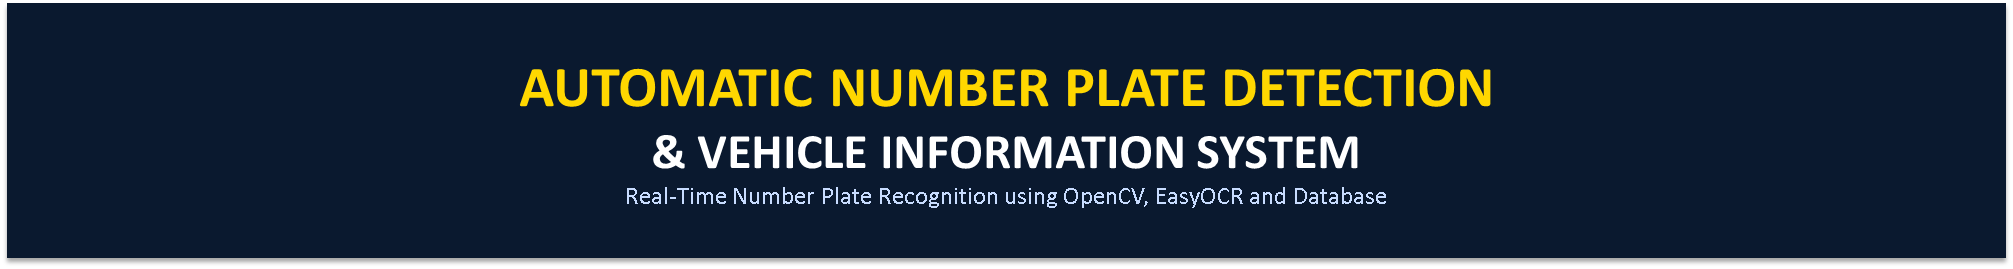 AUTOMATIC NUMBER PLATE DETECTION
& VEHICLE INFORMATION SYSTEM
Real-Time Number Plate Recognition using OpenCV, EasyOCR and Database